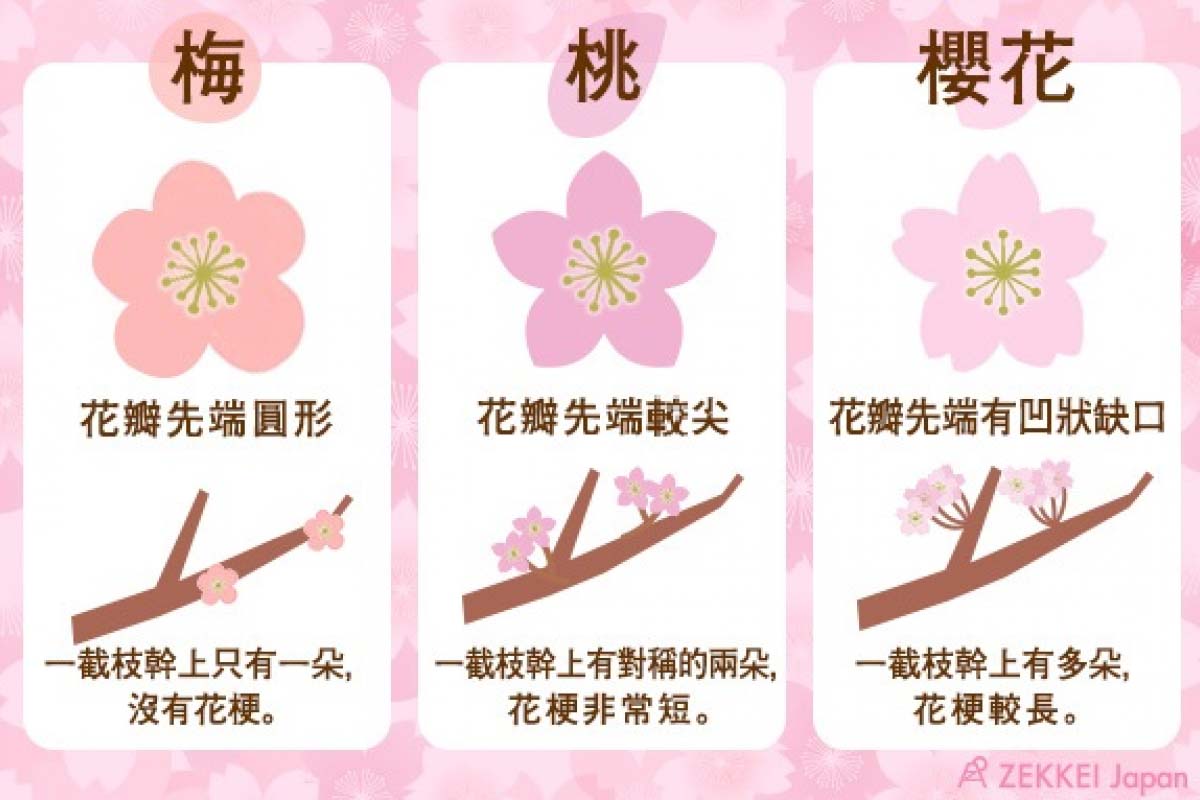 梅
花瓣先端圓形
一截枝幹上只有一朵,
沒有花梗。
桃
花瓣先端較尖
一截枝幹上有對稱的兩朵,
花梗非常短。
櫻花
花瓣先端有凹狀缺口
一截枝幹上有多朵,
花梗較長。
ZEKKEI Japan